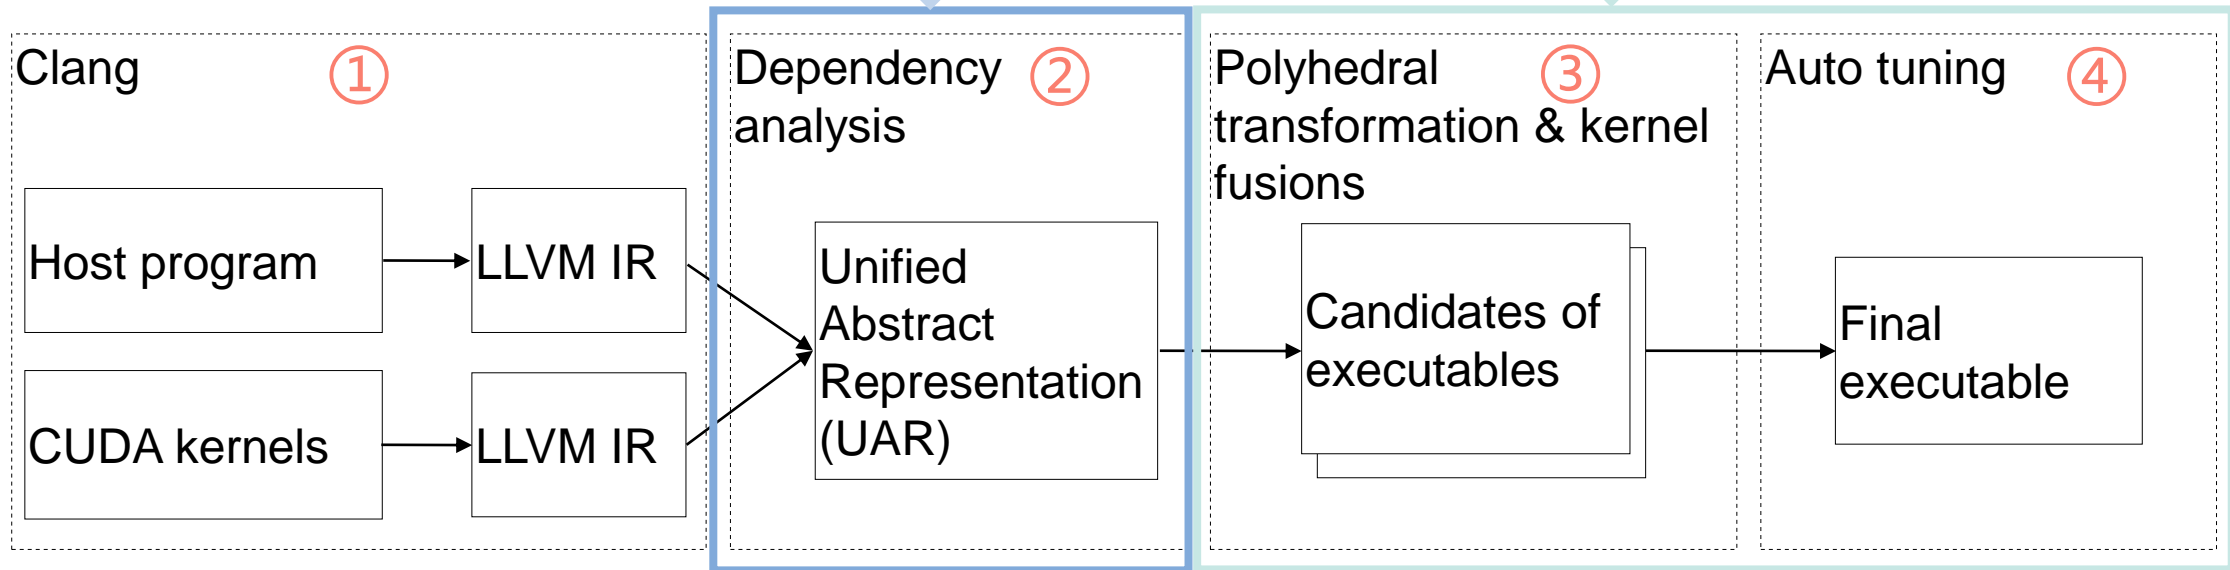 Clang ①
Host program
LLVM IR
CUDA kernels
LLVM IR
Dependency ②
analysis
Unified
Abstract
Representation
(UAR)
Polyhedral ③
transformation & kernel
fusions
Candidates of
executables
Auto tuning ④
Final
executable